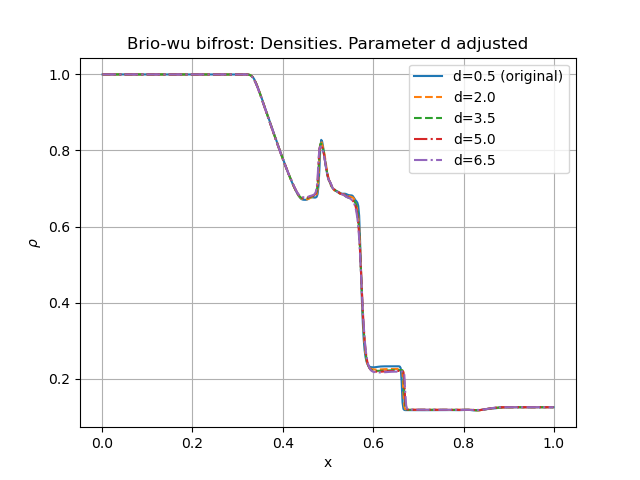 Brio-wu bifrost: Densities. Parameter d adjusted
d=0.5 (original)
d=2.0
d=3.5
d=5.0
d=6.5
1.0
0.8
0.6
0.4
0.2
ρ
0.0
0.2
0.4
0.6
0.8
1.0
x